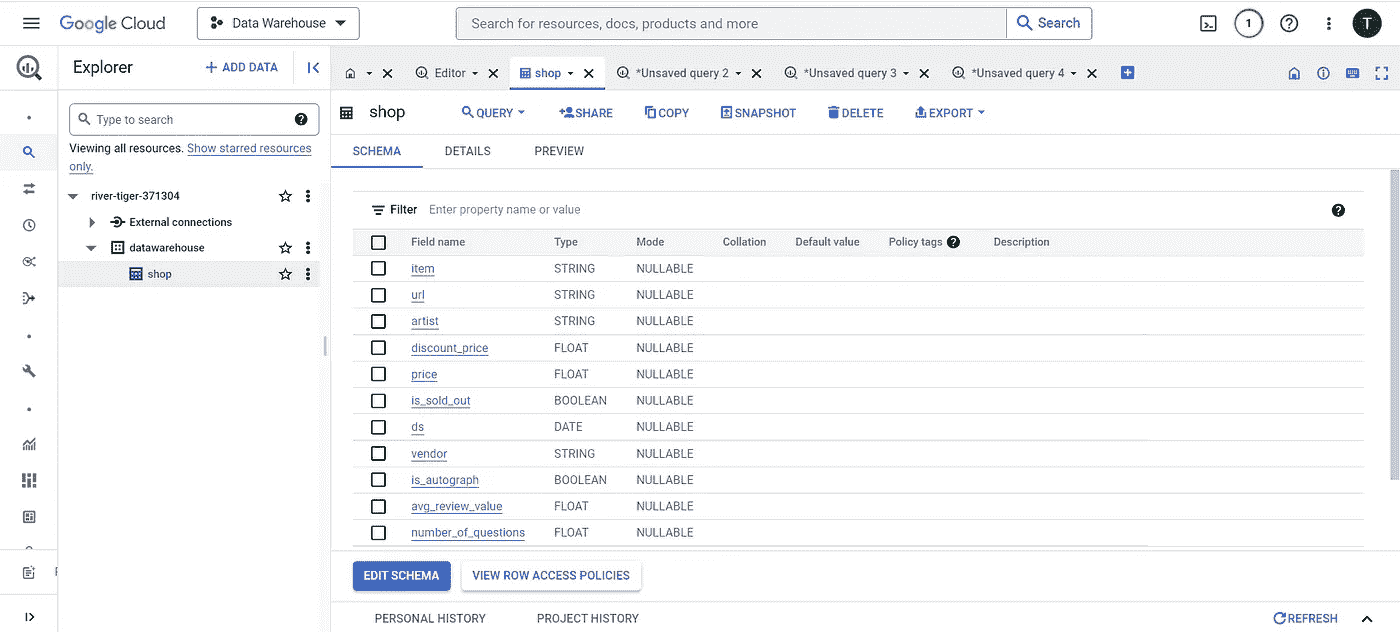 Google Cloud
Data Warehouse
Search for resources, docs, products and more
Search
1
T
Explorer
+ ADD DATA
Editor
shop
*Unsaved query 2
*Unsaved query 3
*Unsaved query 4
Type to search
Viewing all resources. Show starred resources
only.
river-tiger-371304
External connections
datawarehouse
shop
shop
QUERY
SHARE
COPY
SNAPSHOT
DELETE
EXPORT
SCHEMA DETAILS PREVIEW
Filter Enter property name or value
Field name Type Mode Collation Default value Policy tags Description
item STRING NULLABLE
url STRING NULLABLE
artist STRING NULLABLE
discount_price FLOAT NULLABLE
price FLOAT NULLABLE
is_sold_out BOOLEAN NULLABLE
ds DATE NULLABLE
vendor STRING NULLABLE
is_autograph BOOLEAN NULLABLE
avg_review_value FLOAT NULLABLE
number_of_questions FLOAT NULLABLE
EDIT SCHEMA VIEW ROW ACCESS POLICIES
PERSONAL HISTORY PROJECT HISTORY REFRESH